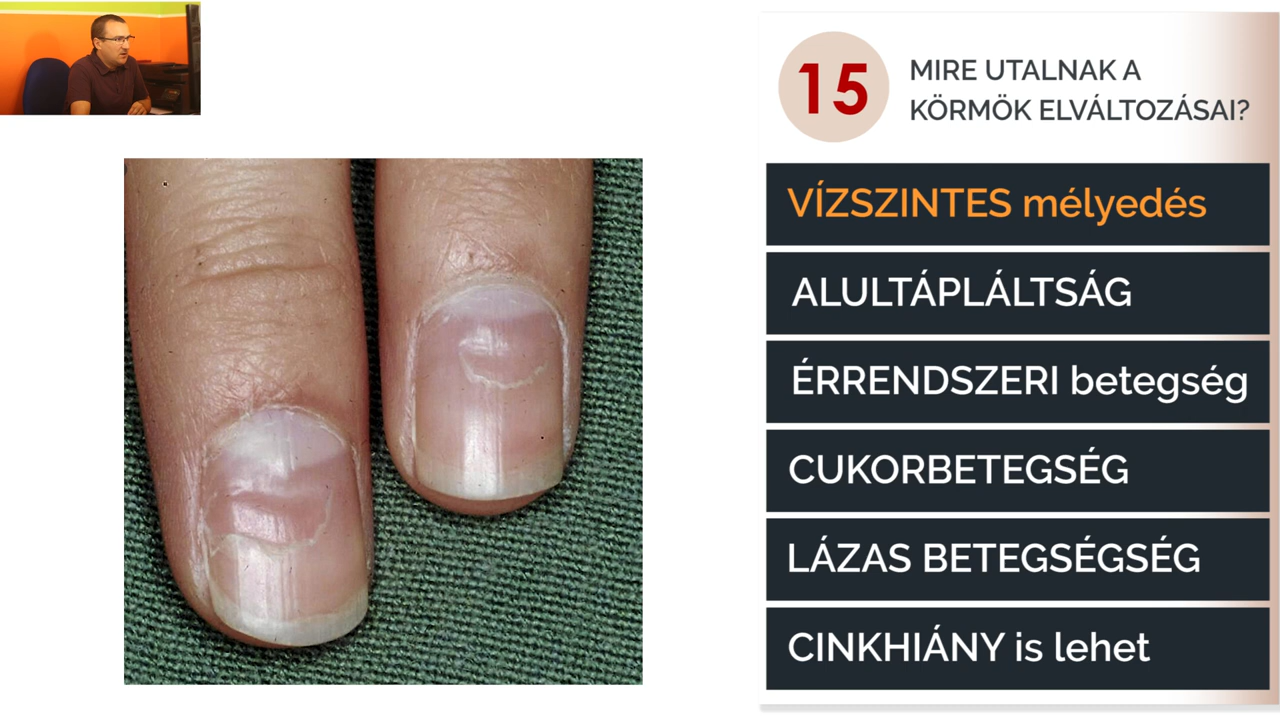 15
MIRE UTALNAK A
KÖRMÖK ELVÁLTOZÁSAI?
VÍZSZINTES mélyedés
ALULTÁPLÁLTSÁG
ÉRRENDSZERI betegség
CUKORBETEGSÉG
LÁZAS BETEGSÉGSÉG
CINKHIÁNY is lehet